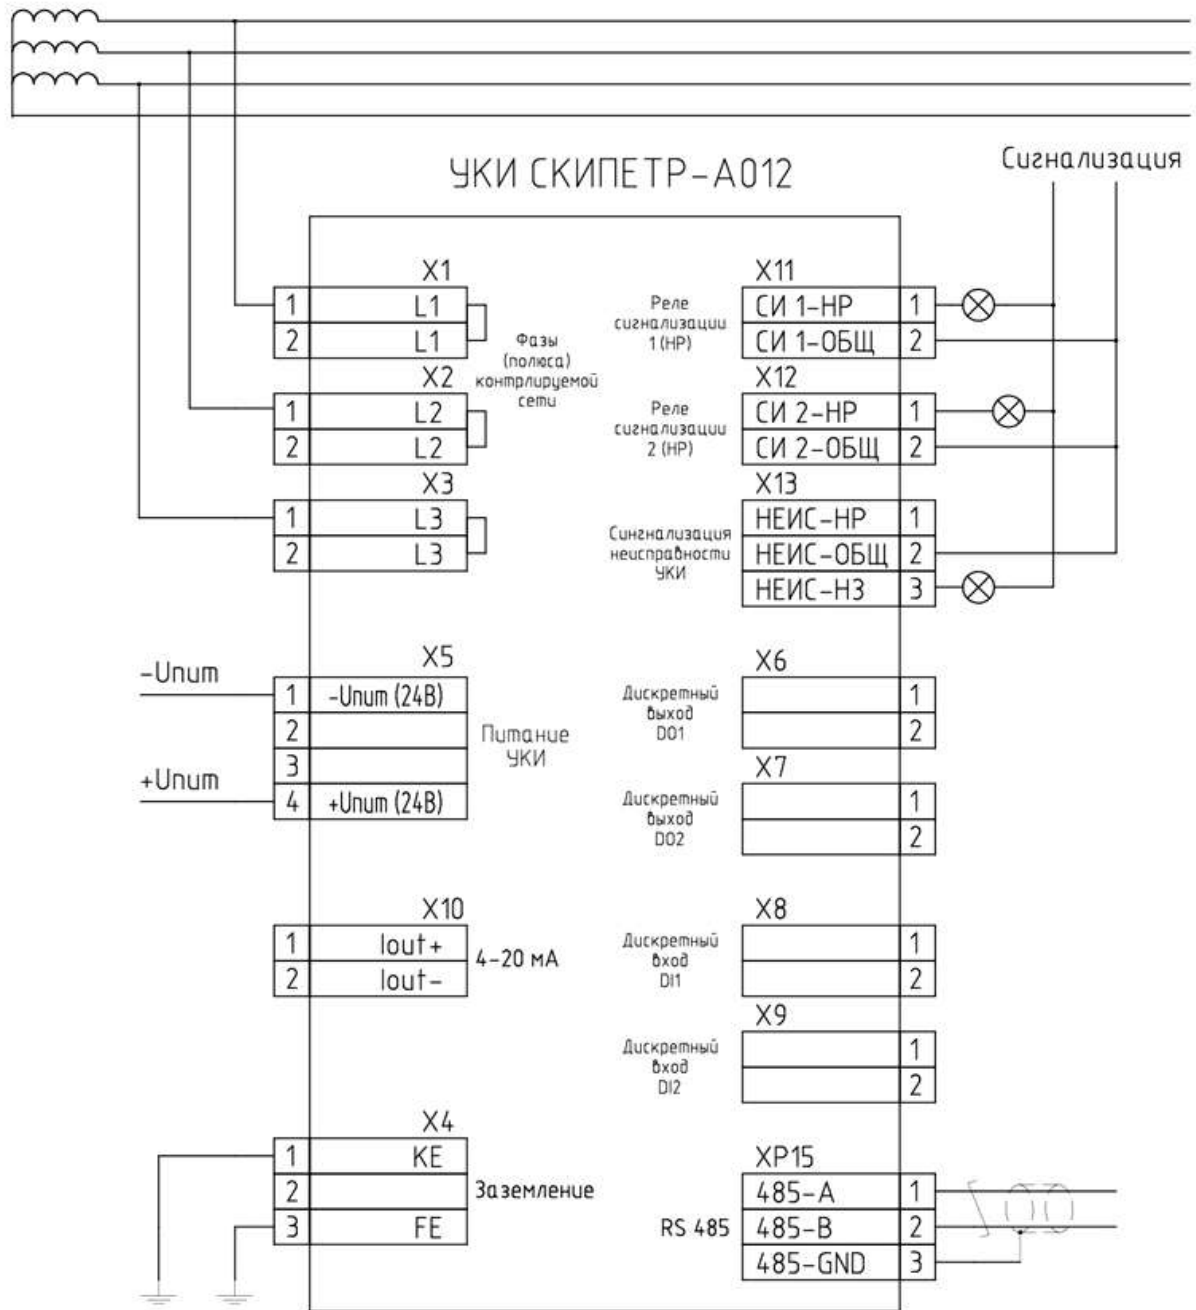 УКИ СКИПЕТР-А012
Сигнализация
X1
1 L1
2 L1
X2
1 L2
2 L2
X3
1 L3
2 L3
Фазы
(полюса)
контрлируемой
сети
-Uпит
+Uпит
X5
1 -Uпит (24В)
2
3
4 +Uпит (24В)
Питание
УКИ
X10
1 Iout+
2 Iout-
4-20 мА
X4
1 KE
2
3 FE
Заземление
Реле
сигнализации
1 (НР)
X11
СИ 1-НР 1
СИ 1-ОБЩ 2
Реле
сигнализации
2 (НР)
X12
СИ 2-НР 1
СИ 2-ОБЩ 2
Сингнализация
неисправности
УКИ
X13
НЕИС-НР 1
НЕИС-ОБЩ 2
НЕИС-НЗ 3
Дискретный
выход
DO1
X6
1
2
Дискретный
выход
DO2
X7
1
2
Дискретный
вход
DI1
X8
1
2
Дискретный
вход
DI2
X9
1
2
RS 485
XP15
485-A 1
485-B 2
485-GND 3